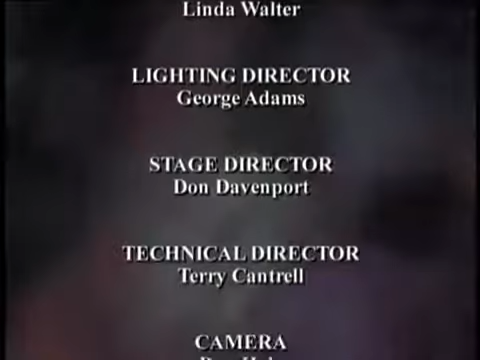 Linda Walter
LIGHTING DIRECTOR
George Adams
STAGE DIRECTOR
Don Davenport
TECHNICAL DIRECTOR
Terry Cantrell
CAMERA